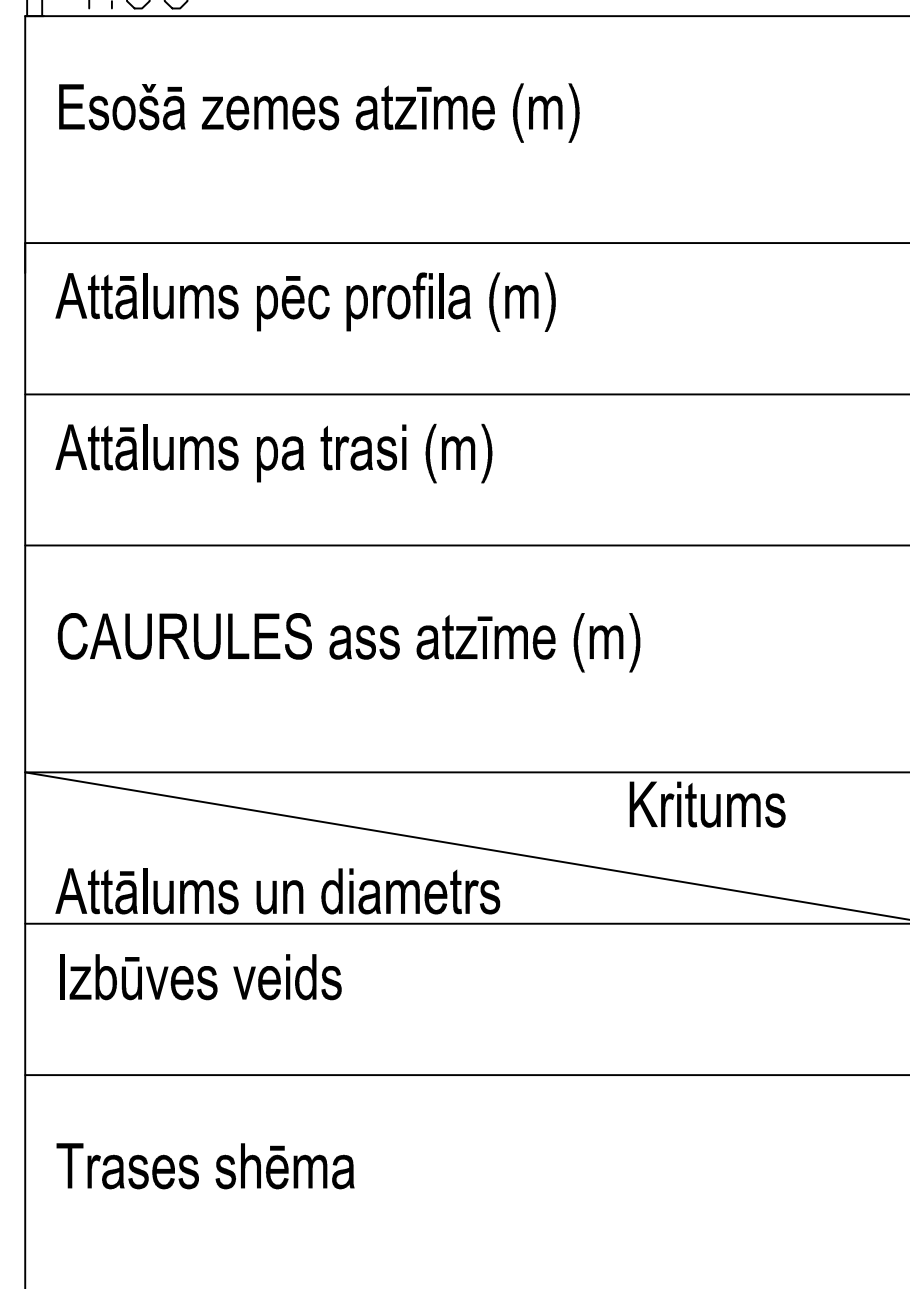 Esošā zemes atzīme (m)
Attālums pēc profila (m)
Attālums pa trasi (m)
CAURULES ass atzīme (m)
Kritums
Attālums un diametrs
Izbūves veids
Trases shēma